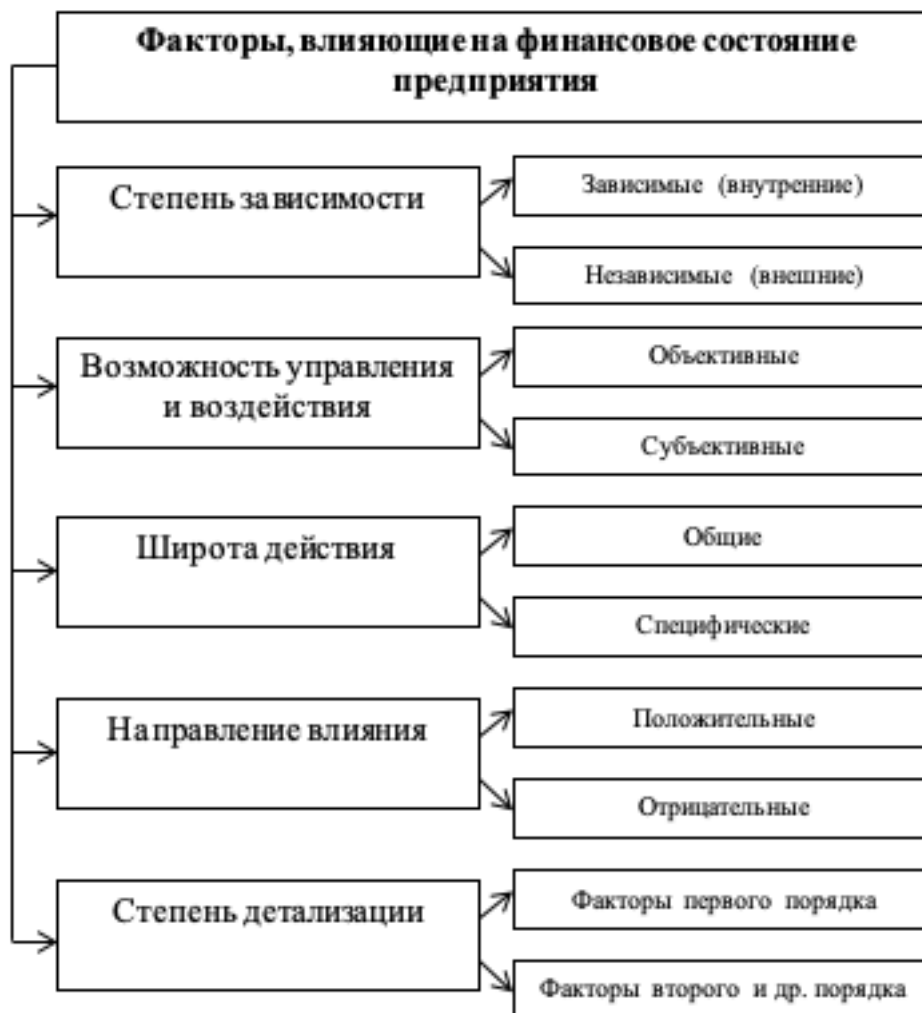 Факторы, влияющие на финансовое состояние
предприятия
Степень зависимости
Зависимые (внутренние)
Независимые (внешние)
Возможность управления
и воздействия
Объективные
Субъективные
Широта действия
Общие
Специфические
Направление влияния
Положительные
Отрицательные
Степень детализации
Факторы первого порядка
Факторы второго и др. порядка